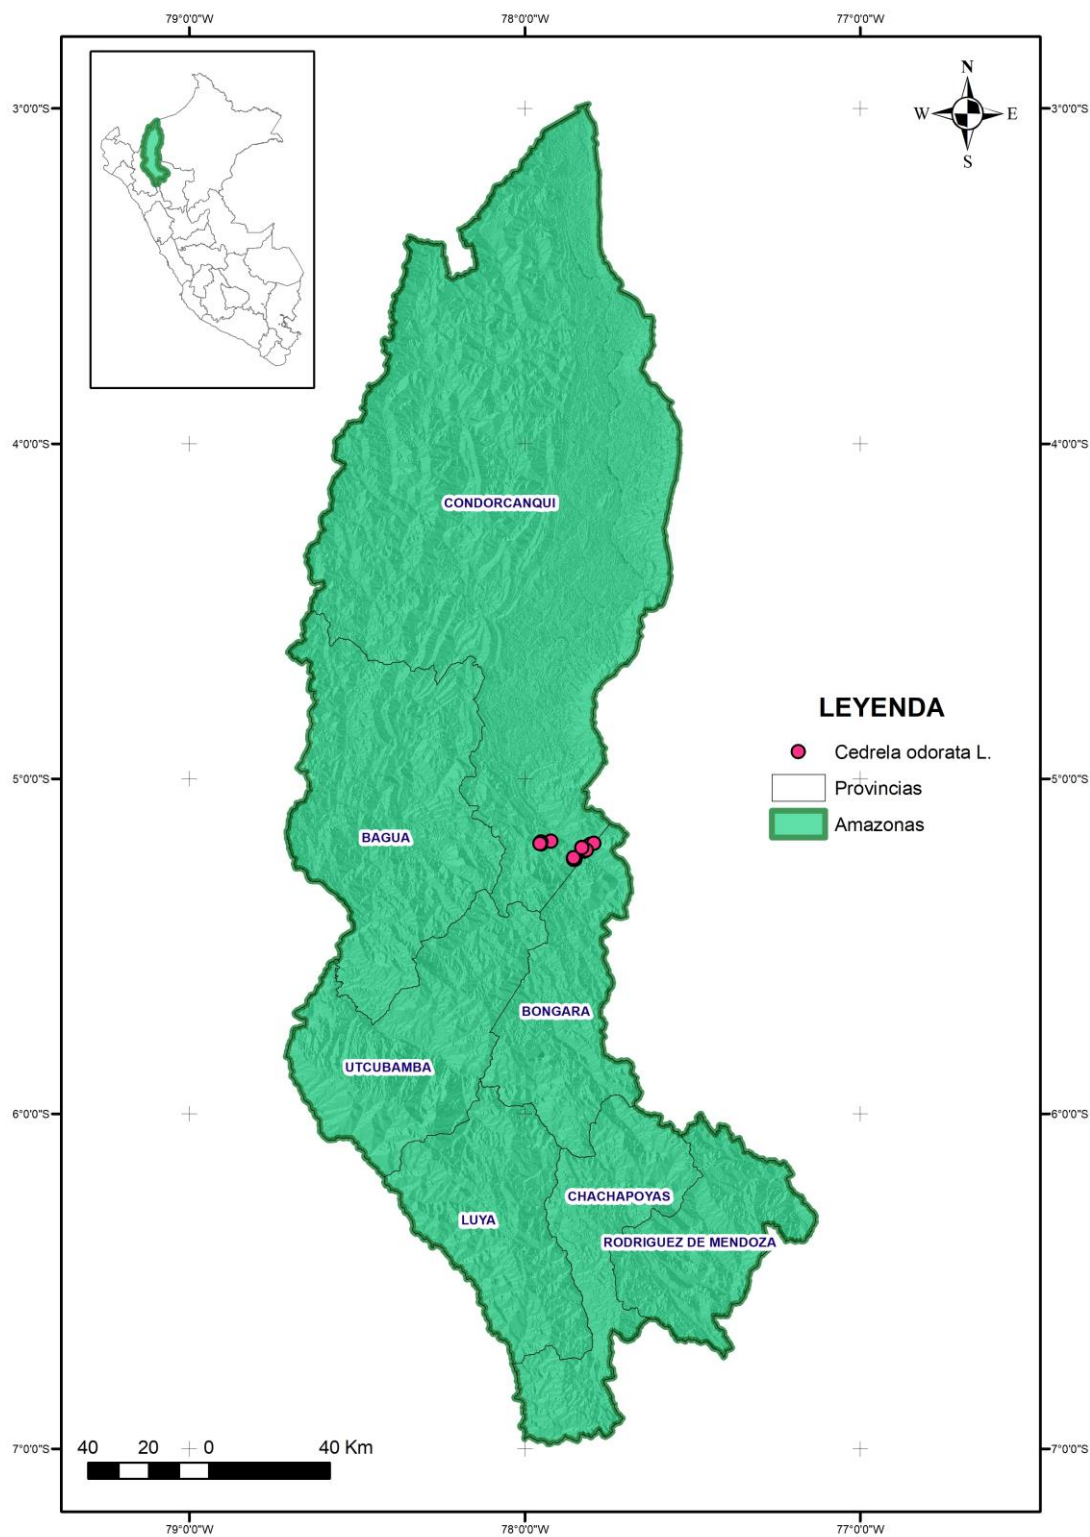 79°0'0"W 78°0'0"W 77°0'0"W
N
W E
S
3°0'0"S 3°0'0"S
4°0'0"S 4°0'0"S
CONDORCANQUI
LEYENDA
Cedrela odorata L.
Provincias
Amazonas
5°0'0"S 5°0'0"S
BAGUA
BONGARA
UTCUBAMBA
6°0'0"S 6°0'0"S
CHACHAPOYAS
LUYA
RODRIGUEZ DE MENDOZA
40 20 0 40 Km
7°0'0"S 7°0'0"S
79°0'0"W 78°0'0"W 77°0'0"W